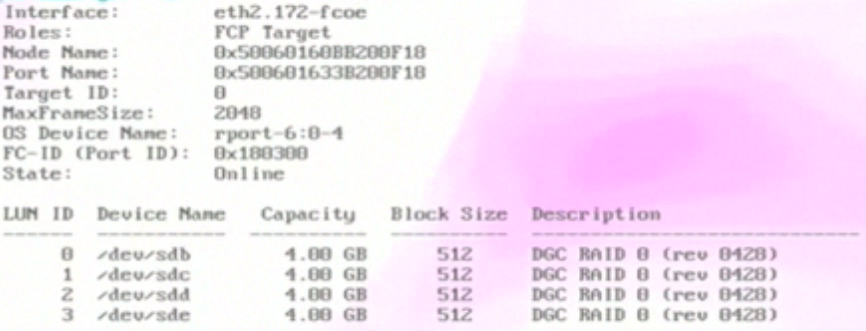 Interface: eth2.172-fcoe
Roles: FCP Target
Node Name: 0x50060160BB200F18
Port Name: 0x500601633B200F18
Target ID: 0
MaxFrameSize: 2048
OS Device Name: rport-6:0-4
FC-ID (Port ID): 0x180300
State: Online
LUN ID Device Name Capacity Block Size Description
------ ----------- ---------- ---------- ----------------------------
0 /dev/sdb 4.00 GB 512 DGC RAID 0 (rev 0428)
1 /dev/sdc 4.00 GB 512 DGC RAID 0 (rev 0428)
2 /dev/sdd 4.00 GB 512 DGC RAID 0 (rev 0428)
3 /dev/sde 4.00 GB 512 DGC RAID 0 (rev 0428)